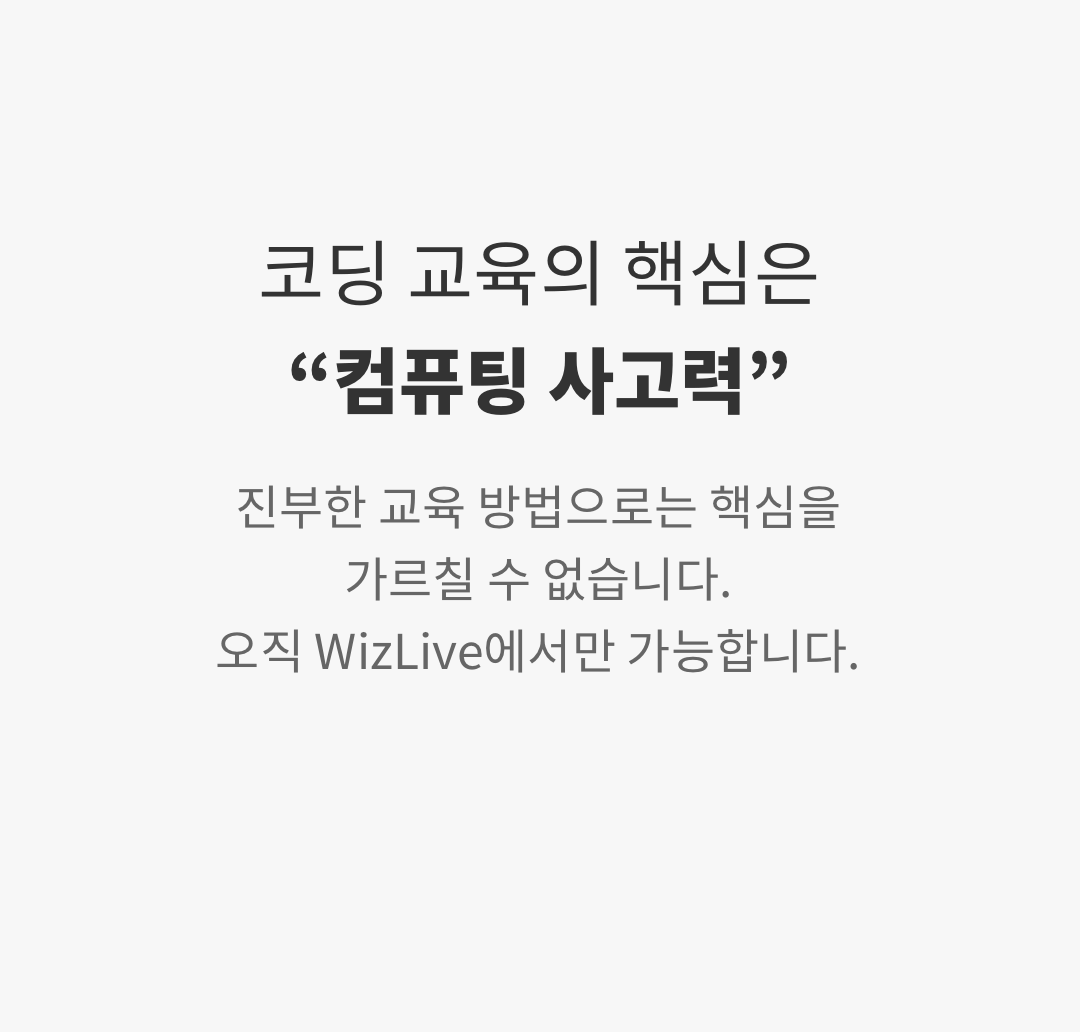 코딩 교육의 핵심은
“컴퓨팅 사고력”
진부한 교육 방법으로는 핵심을
가르칠 수 없습니다.
오직 WizLive에서만 가능합니다.